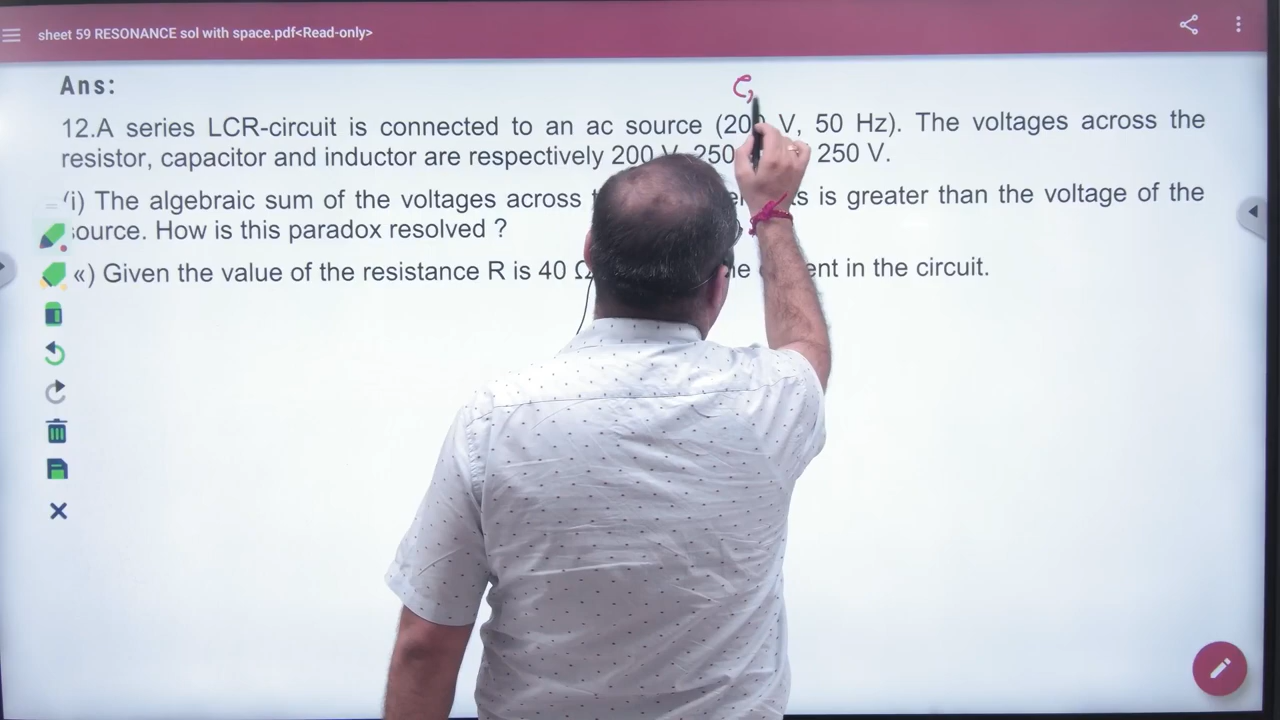 sheet 59 RESONANCE sol with space.pdf<Read-only>
Ans:
12.A series LCR-circuit is connected to an ac source (200 V, 50 Hz). The voltages across the
resistor, capacitor and inductor are respectively 200 V, 250 250 V.
(i) The algebraic sum of the voltages across is greater than the voltage of the
source. How is this paradox resolved ?
«) Given the value of the resistance R is 40 Ω in the circuit.